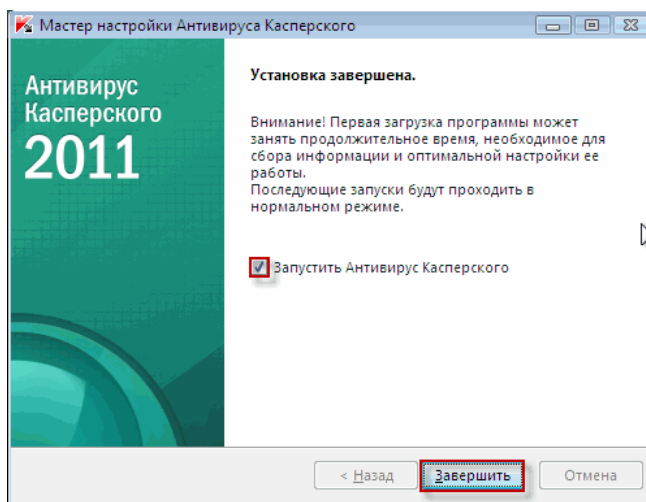 Мастер настройки Антивируса Касперского
Антивирус
Касперского
2011
Установка завершена.
Внимание! Первая загрузка программы может
занять продолжительное время, необходимое для
сбора информации и оптимальной настройки ее
работы.
Последующие запуски будут проходить в
нормальном режиме.
Запустить Антивирус Касперского
< Назад
Завершить
Отмена